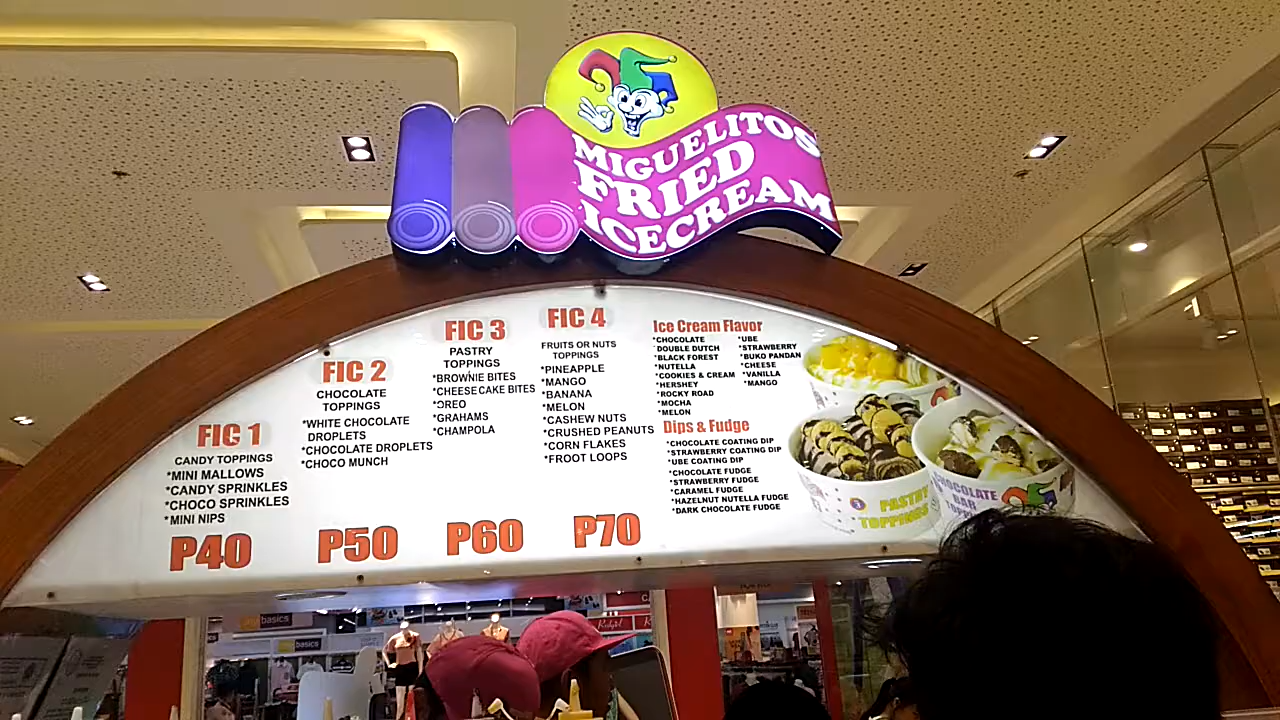 MIGUELITOS
FRIED
ICECREAM
FIC 1
CANDY TOPPINGS
*MINI MALLOWS
*CANDY SPRINKLES
*CHOCO SPRINKLES
*MINI NIPS
P40
FIC 2
CHOCOLATE
TOPPINGS
*WHITE CHOCOLATE
DROPLETS
*CHOCOLATE DROPLETS
*CHOCO MUNCH
P50
FIC 3
PASTRY
TOPPINGS
*BROWNIE BITES
*CHEESECAKE BITES
*OREO
*GRAHAMS
*CHAMPOLA
P60
FIC 4
FRUITS OR NUTS
TOPPINGS
*PINEAPPLE
*MANGO
*BANANA
*MELON
*CASHEW NUTS
*CRUSHED PEANUTS
*CORN FLAKES
*FROOT LOOPS
P70
Ice Cream Flavor
*CHOCOLATE
*DOUBLE DUTCH
*BLACK FOREST
*NUTELLA
*COOKIES & CREAM
*HERSHEY
*ROCKY ROAD
*MOCHA
*MELON
*UBE
*STRAWBERRY
*BUKO PANDAN
*CHEESE
*VANILLA
*MANGO
Dips & Fudge
*CHOCOLATE COATING DIP
*STRAWBERRY COATING DIP
*UBE COATING DIP
*CHOCOLATE FUDGE
*STRAWBERRY FUDGE
*CARAMEL FUDGE
*HAZELNUT NUTELLA FUDGE
*DARK CHOCOLATE FUDGE
PASTRY
TOPPINGS
CHOCOLATE
BAR
basics
basics